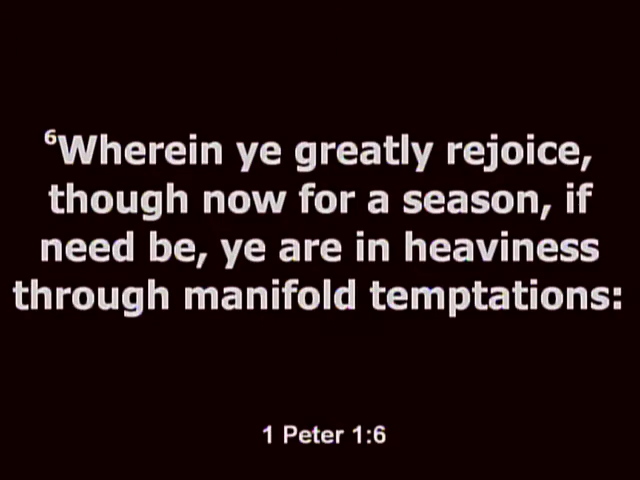 ⁶Wherein ye greatly rejoice,
though now for a season, if
need be, ye are in heaviness
through manifold temptations:
1 Peter 1:6